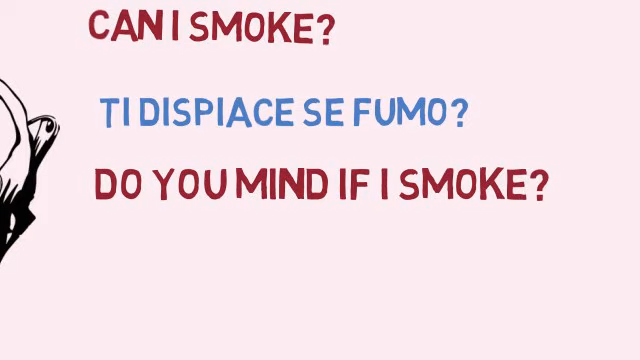 CAN I SMOKE?
TI DISPIACE SE FUMO?
DO YOU MIND IF I SMOKE?